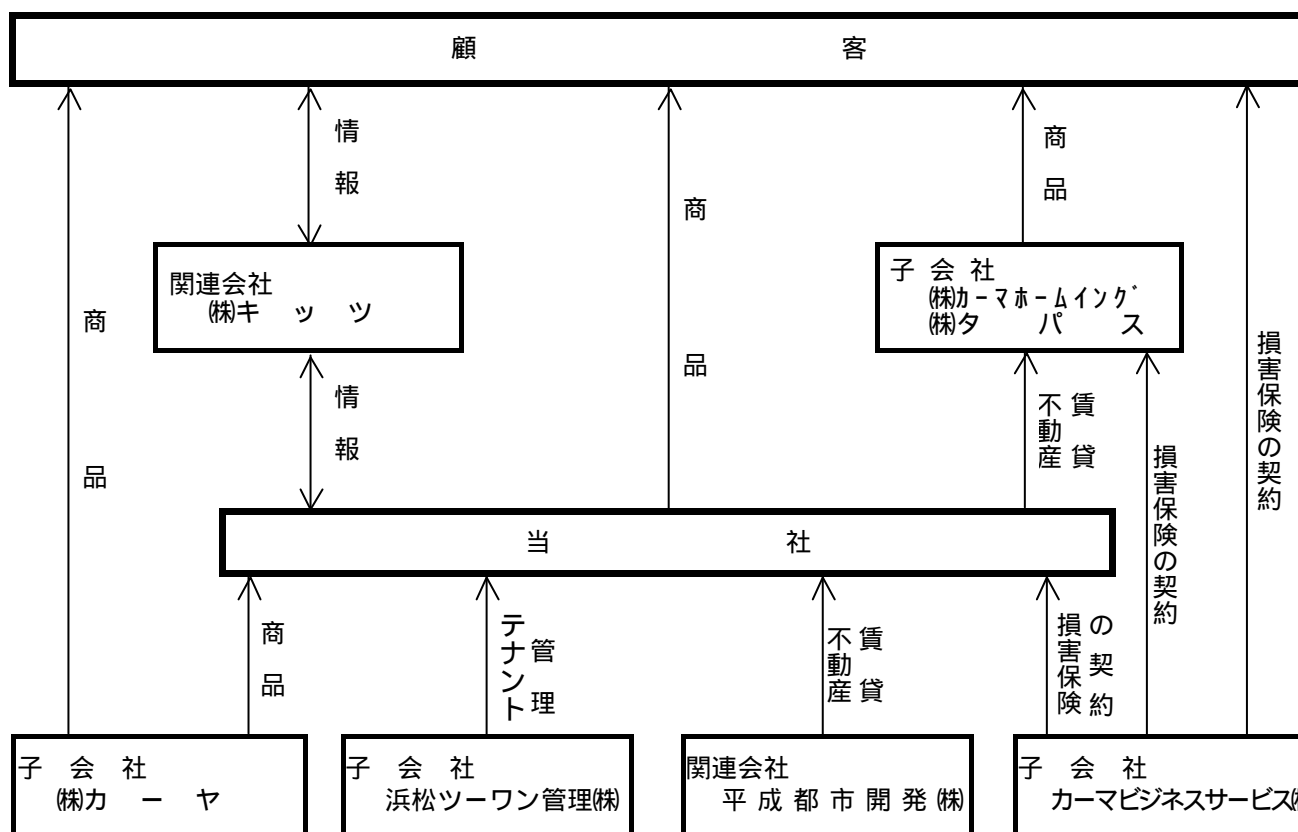 顧客
情報
商品
関連会社
㈱キッツ
商品
子会社
㈱ｶｰﾏﾎｰﾑｲﾝｸﾞ
㈱タパス
商品
情報
不動産
賃貸
損害保険の契約
損害保険の契約
当社
商品
テナント
管理
不動産
賃貸
損害保険
の契約
子会社
㈱カーヤ
子会社
浜松ツーワン管理㈱
関連会社
平成都市開発㈱
子会社
カーマビジネスサービス㈱